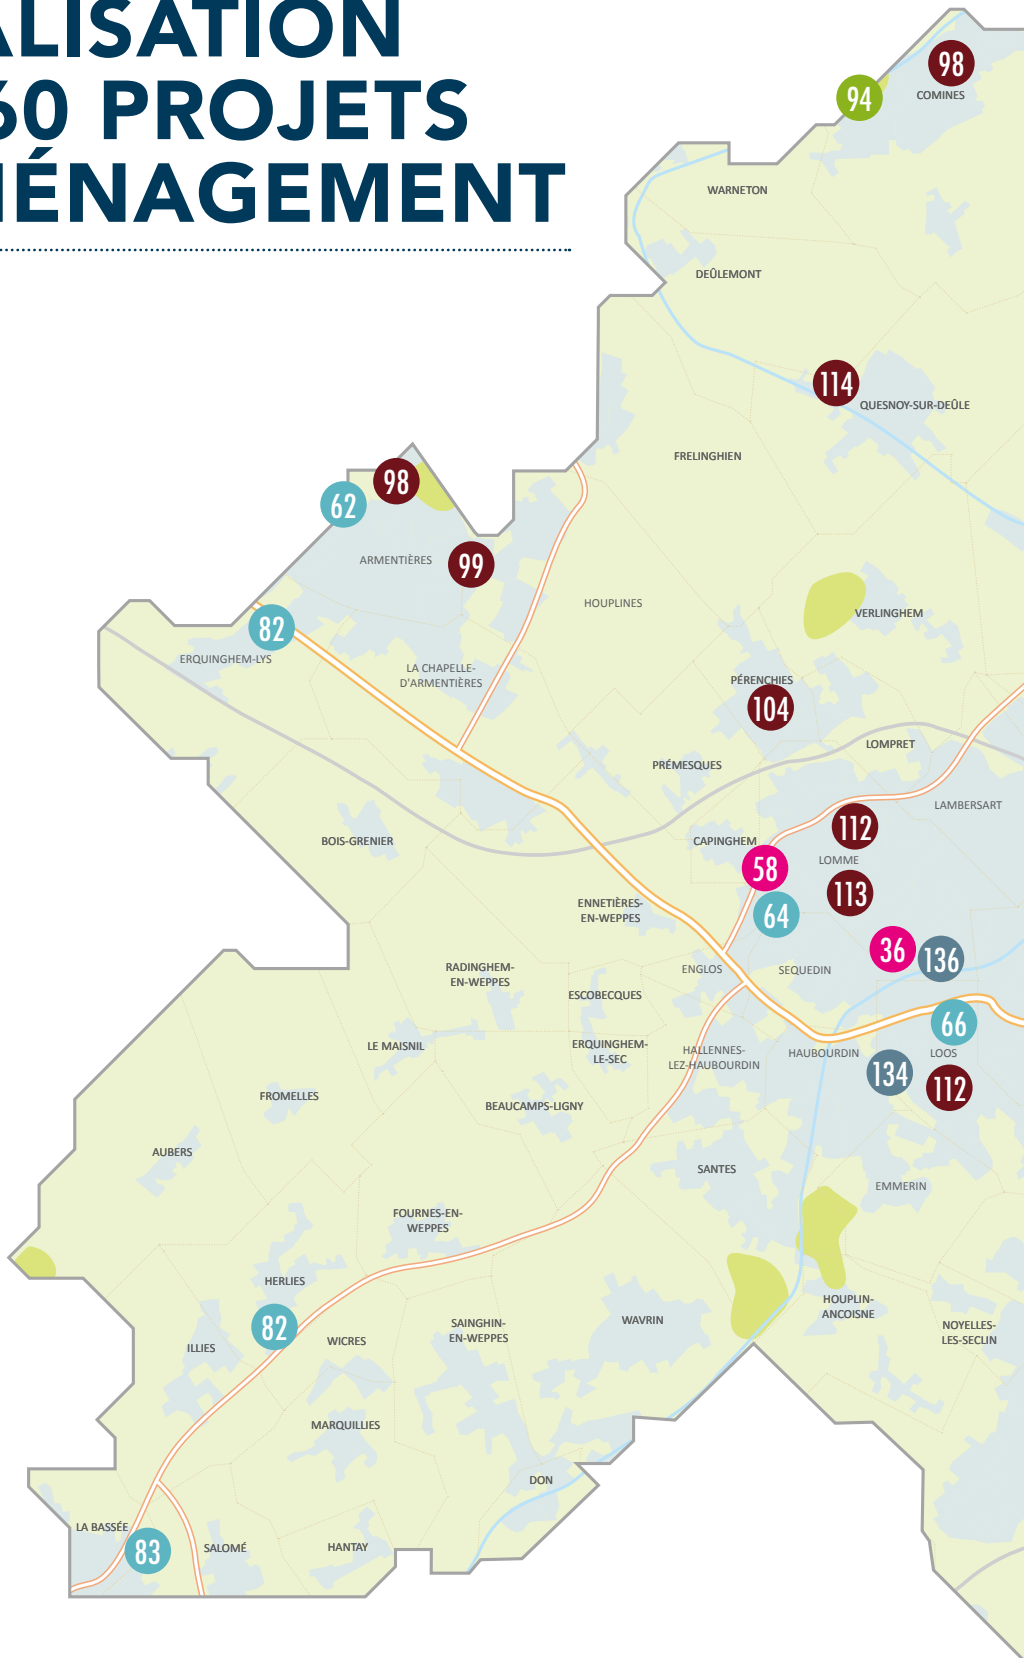 ALISATION
60 PROJETS
MÉNAGEMENT
98
94
COMINES
WARNETON
DEÛLEMONT
114
QUESNOY-SUR-DEÛLE
FRELINGHIEN
98
62
ARMENTIÈRES
99
HOUPLINES
VERLINGHEM
82
ERQUINGHEM-LYS
LA CHAPELLE-
D'ARMENTIÈRES
PÉRENCHIES
104
LOMPRET
PRÉMESQUES
LAMBERSART
112
BOIS-GRENIER
CAPINGHEM
LOMME
58
113
64
ENNETIÈRES-
EN-WEPPES
36
136
RADINGHEM-
EN-WEPPES
ENGLOS
SEQUEDIN
ESCOBECQUES
66
LE MAISNIL
ERQUINGHEM-
LE-SEC
HALLENNES-
LEZ-HAUBOURDIN
HAUBOURDIN
LOOS
134
112
FROMELLES
BEAUCAMPS-LIGNY
AUBERS
SANTES
EMMERIN
FOURNES-EN-
WEPPES
HERLIES
HOUPLIN-
ANCOISNE
82
WICRES
SAINGHIN-
EN-WEPPES
WAVRIN
NOYELLES-
LES-SECLIN
ILLIES
MARQUILLIES
DON
LA BASSÉE
83
SALOMÉ
HANTAY